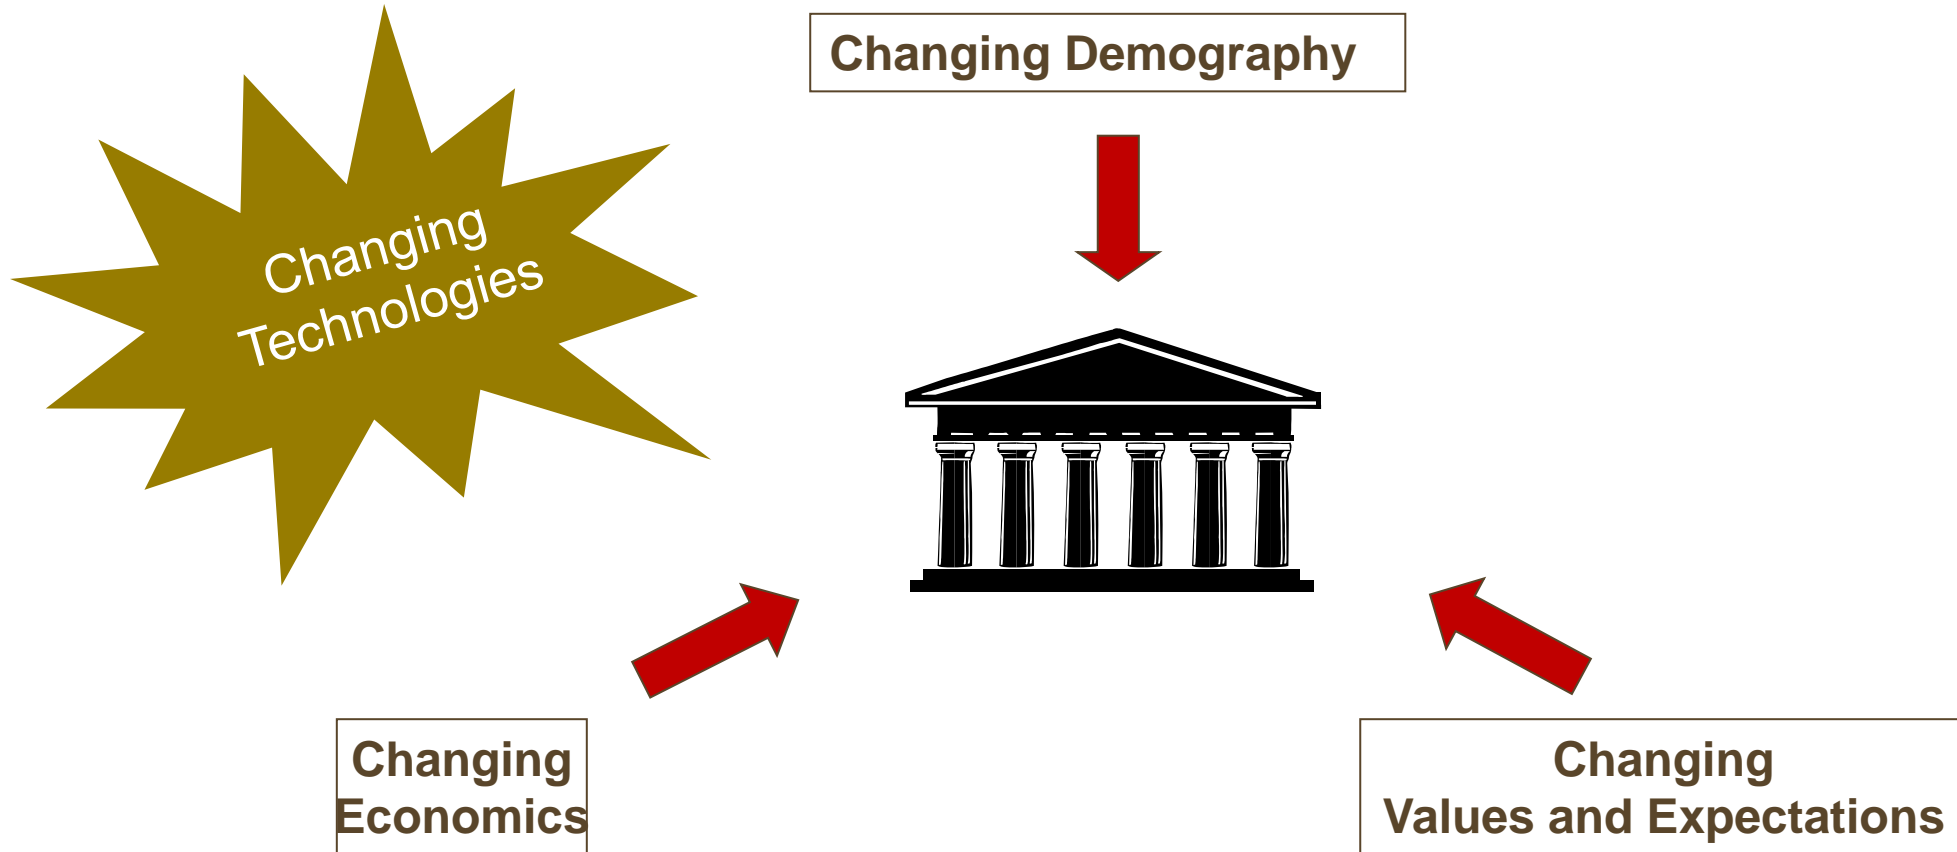 Changing Demography
Changing
Technologies
Changing
Economics
Changing
Values and Expectations